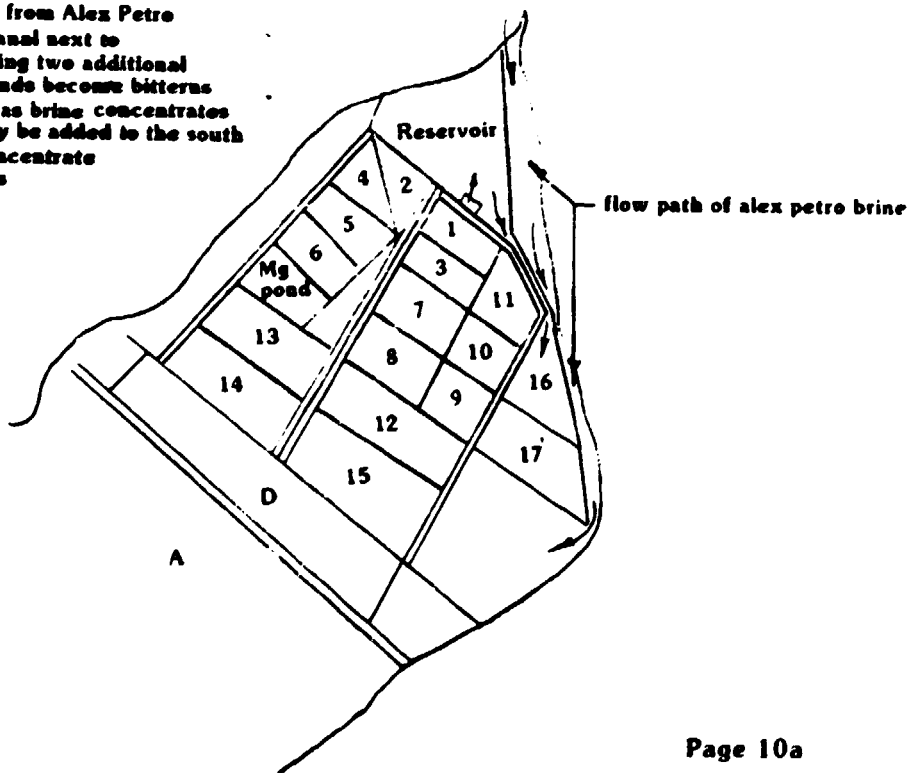 from Alex Petro
anal next to
ing two additional
nds become bitterns
as brine concentrates
y be added to the south
ncentrate
s
Reservoir
flow path of alex petro brine
4
2
1
5
3
6
Mg
pond
11
7
13
10
8
16
14
9
12
17
15
D
A
Page 10a